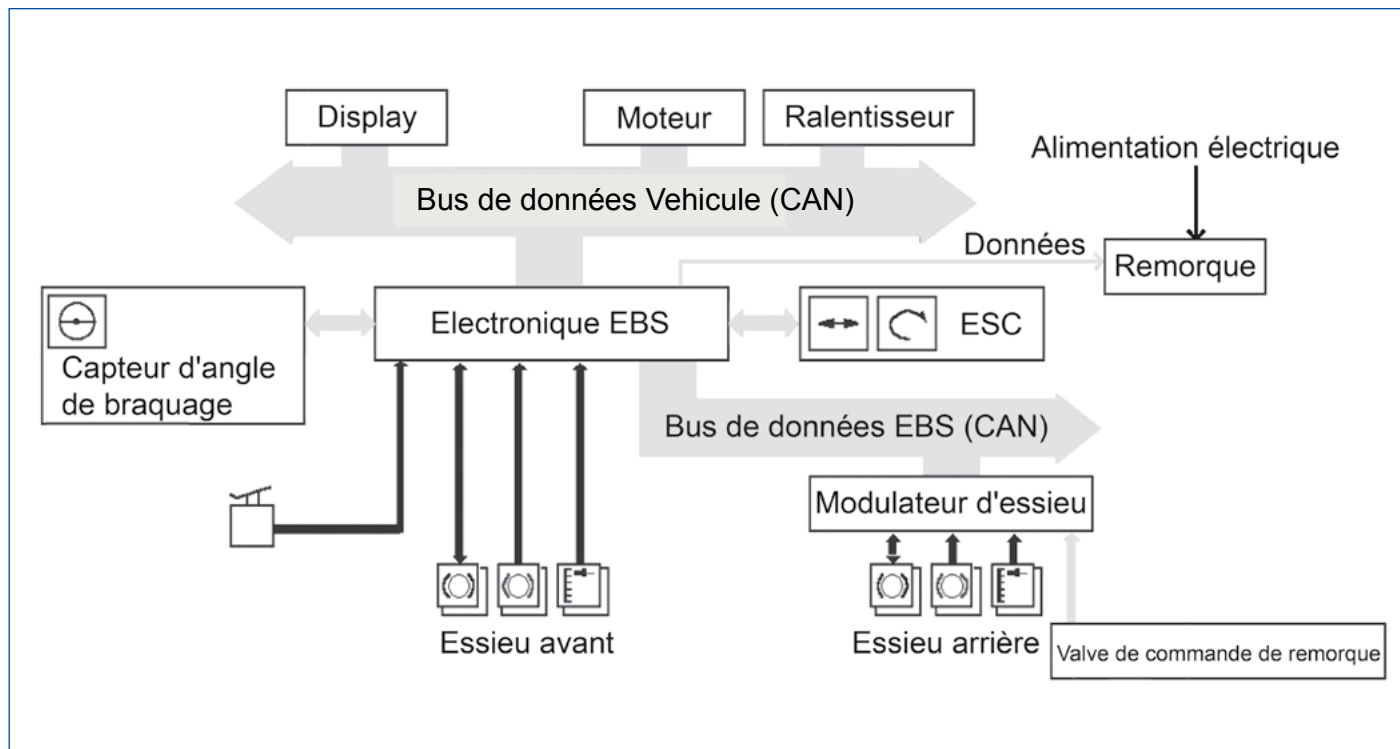 Display
Moteur
Ralentisseur
Alimentation électrique
Bus de données Vehicule (CAN)
Données
Remorque
Electronique EBS
ESC
Capteur d'angle
de braquage
Bus de données EBS (CAN)
Modulateur d'essieu
Essieu avant
Essieu arrière
Valve de commande de remorque